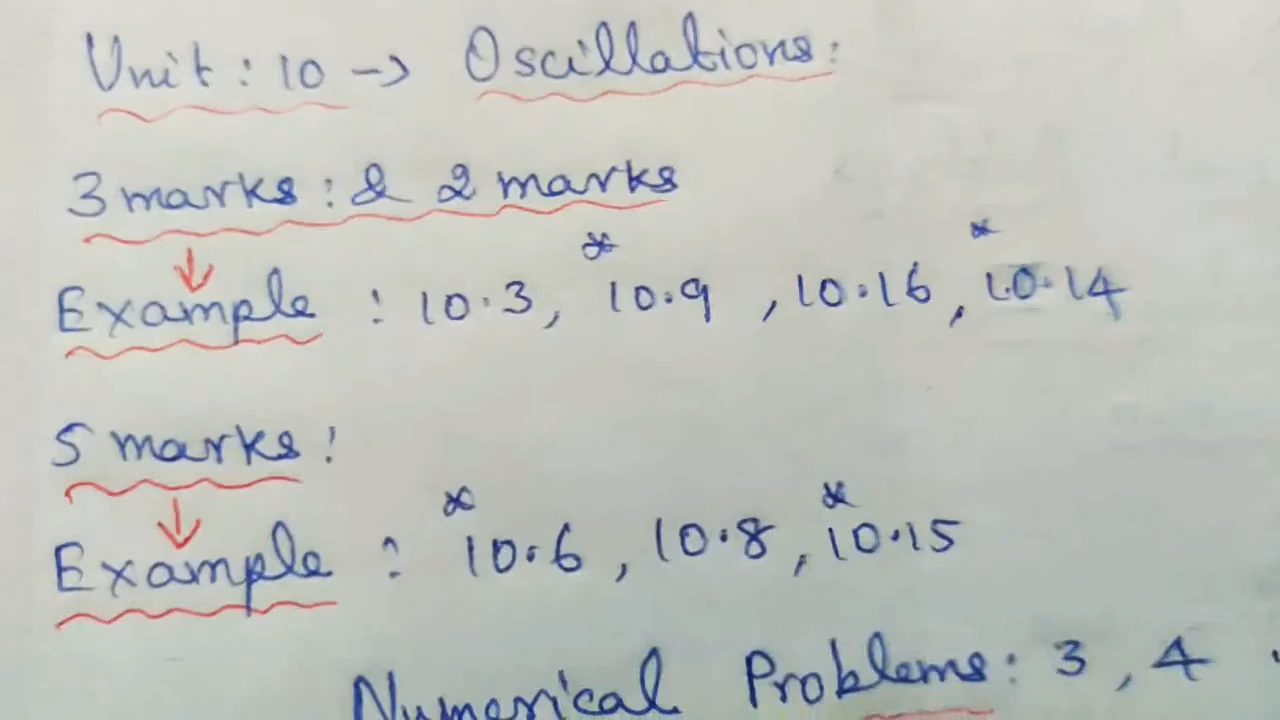 Unit: 10 → Oscillations:
3 marks: & 2 marks
Example : 10.3, *10.9, 10.16, *10.14
5 marks:
Example : *10.6, 10.8, *10.15
Numerical Problems: 3, 4